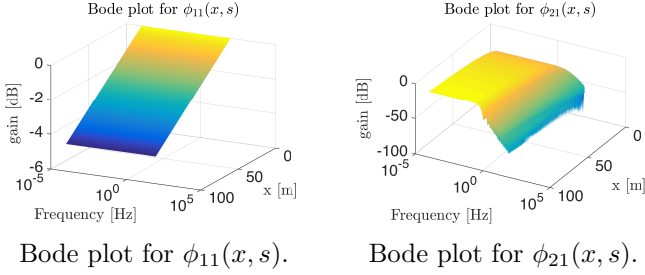 Bode plot for ϕ₁₁(x, s)
0
-2
-4
-6
gain [dB]
10⁻⁵
10⁰
10⁵
Frequency [Hz]
0
50
100
x [m]
Bode plot for ϕ₁₁(x, s).
Bode plot for ϕ₂₁(x, s)
0
-50
-100
gain [dB]
10⁻⁵
10⁰
10⁵
Frequency [Hz]
0
50
100
x [m]
Bode plot for ϕ₂₁(x, s).